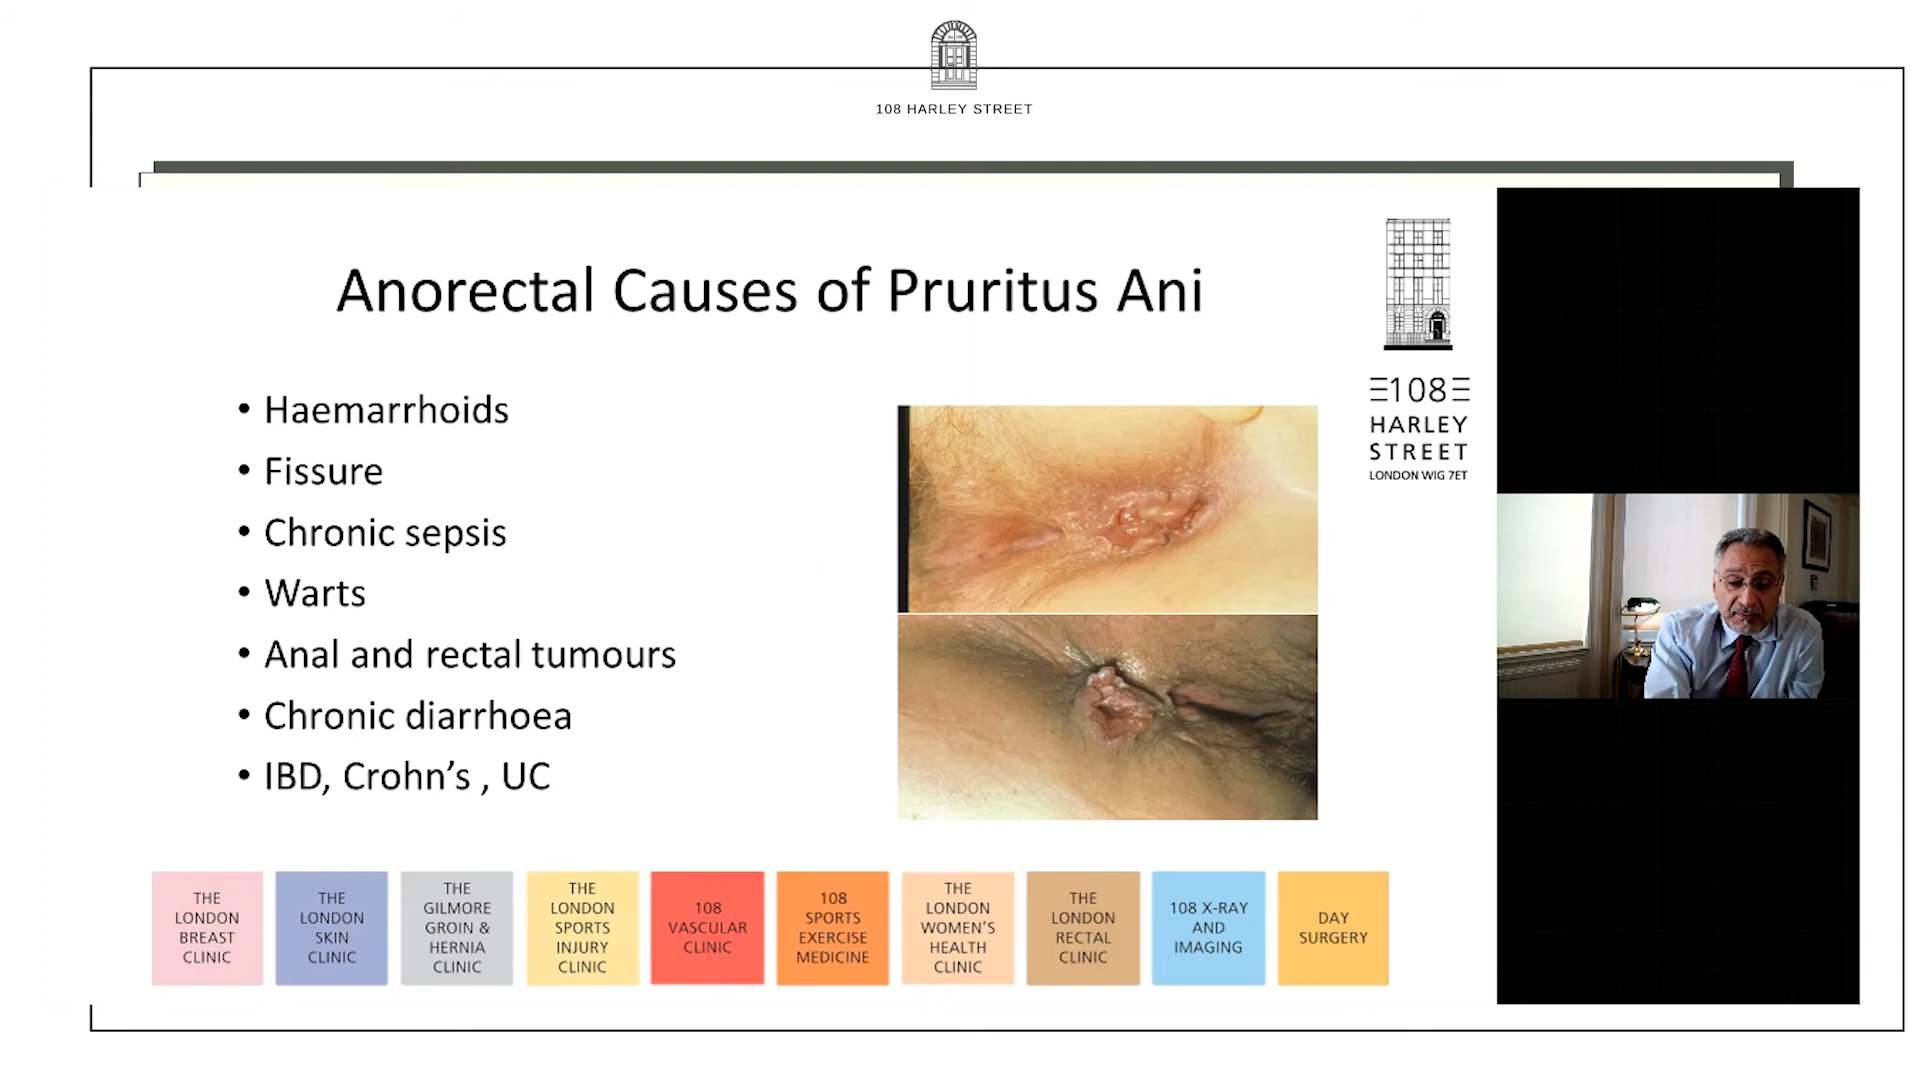 108 HARLEY STREET
Anorectal Causes of Pruritus Ani
• Haemarrhoids
• Fissure
• Chronic sepsis
• Warts
• Anal and rectal tumours
• Chronic diarrhoea
• IBD, Crohn’s , UC
108
HARLEY
STREET
LONDON WIG 7ET
THE
LONDON
BREAST
CLINIC
THE
LONDON
SKIN
CLINIC
THE
GILMORE
GROIN &
HERNIA
CLINIC
THE
LONDON
SPORTS
INJURY
CLINIC
108
VASCULAR
CLINIC
108
SPORTS
EXERCISE
MEDICINE
THE
LONDON
WOMEN’S
HEALTH
CLINIC
THE
LONDON
RECTAL
CLINIC
108 X-RAY
AND
IMAGING
DAY
SURGERY